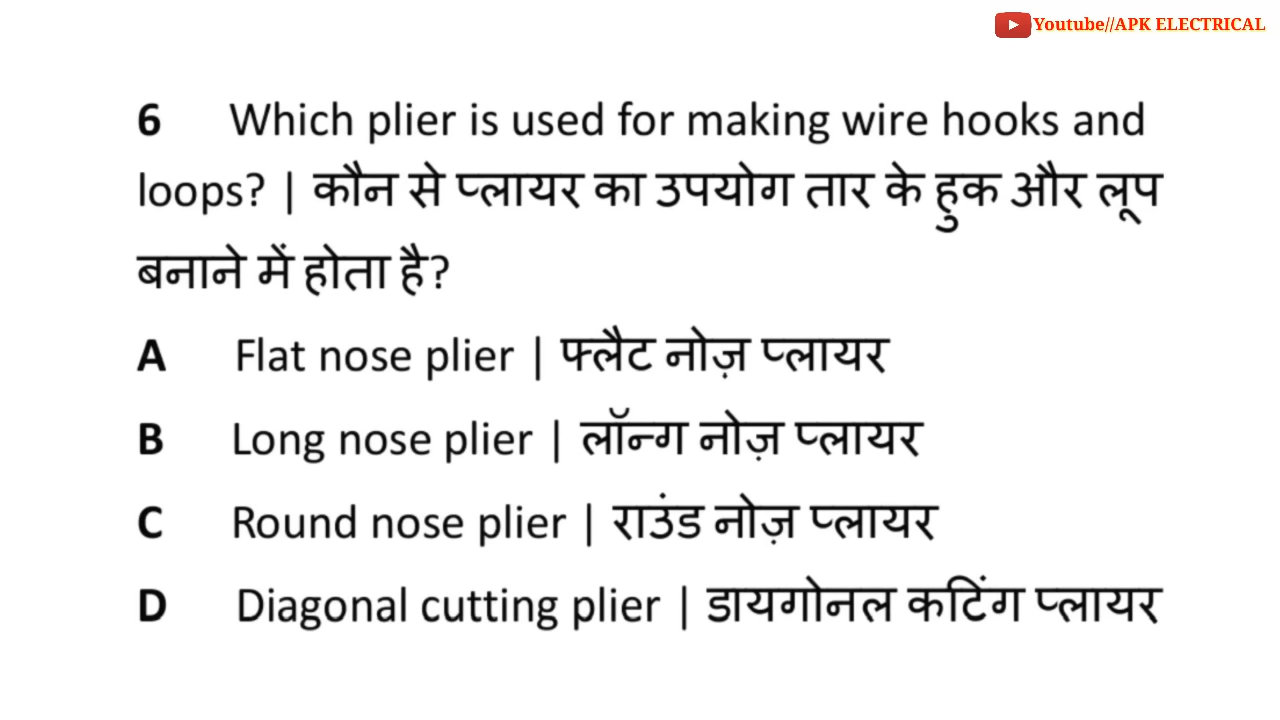 Youtube//APK ELECTRICAL
6 Which plier is used for making wire hooks and
loops? | कौन से प्लायर का उपयोग तार के हुक और लूप
बनाने में होता है?
A Flat nose plier | फ्लैट नोज़ प्लायर
B Long nose plier | लॉन्ग नोज़ प्लायर
C Round nose plier | राउंड नोज़ प्लायर
D Diagonal cutting plier | डायगोनल कटिंग प्लायर